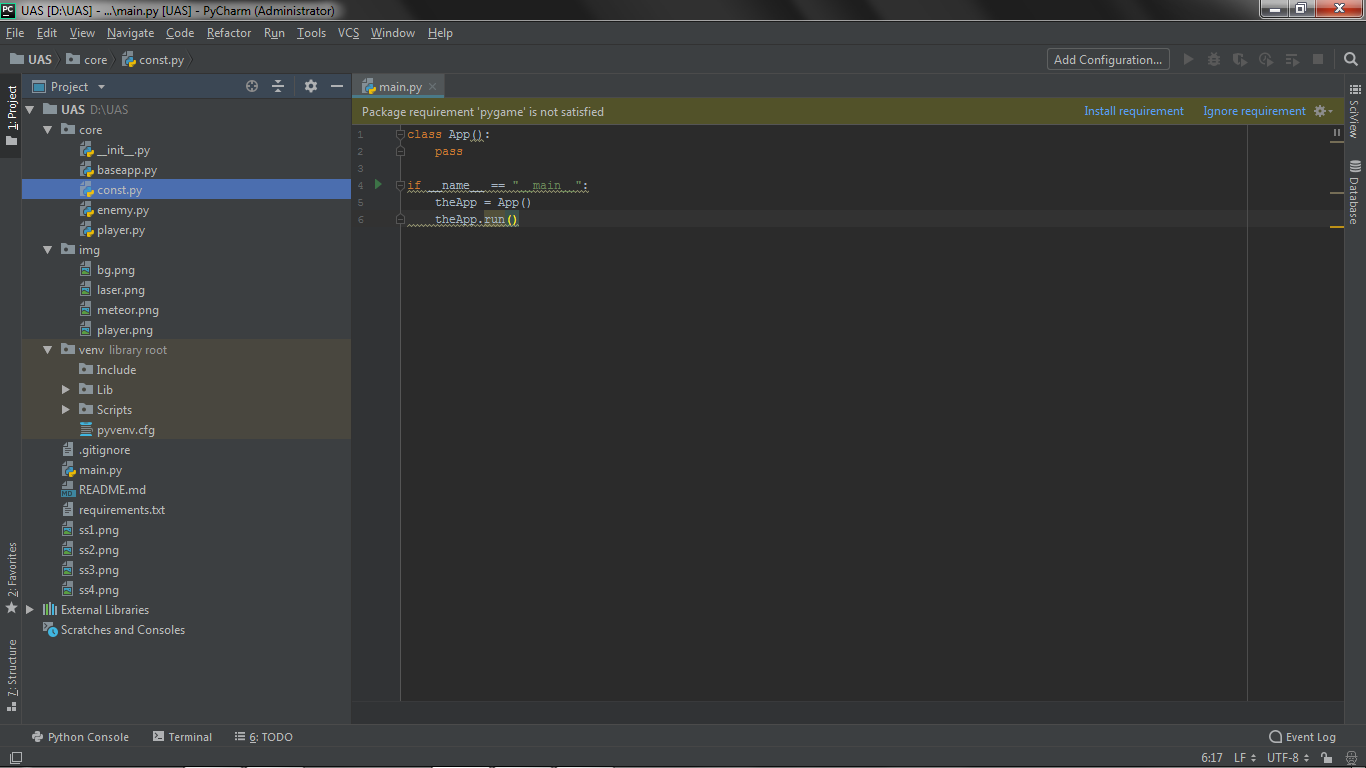 UAS [D:\UAS] - ...\main.py [UAS] - PyCharm (Administrator)
File Edit View Navigate Code Refactor Run Tools VCS Window Help
UAS core const.py Add Configuration...
1: Project
Project
main.py
UAS D:\UAS
core
__init__.py
baseapp.py
const.py
enemy.py
player.py
img
bg.png
laser.png
meteor.png
player.png
venv library root
Include
Lib
Scripts
pyvenv.cfg
.gitignore
main.py
README.md
requirements.txt
ss1.png
ss2.png
ss3.png
ss4.png
External Libraries
Scratches and Consoles
Package requirement 'pygame' is not satisfied Install requirement Ignore requirement
1 class App():
2 pass
3
4 if __name__ == "__main__":
5 theApp = App()
6 theApp.run()
SciView
Database
2: Favorites
7: Structure
Python Console Terminal 6: TODO Event Log
6:17 LF UTF-8